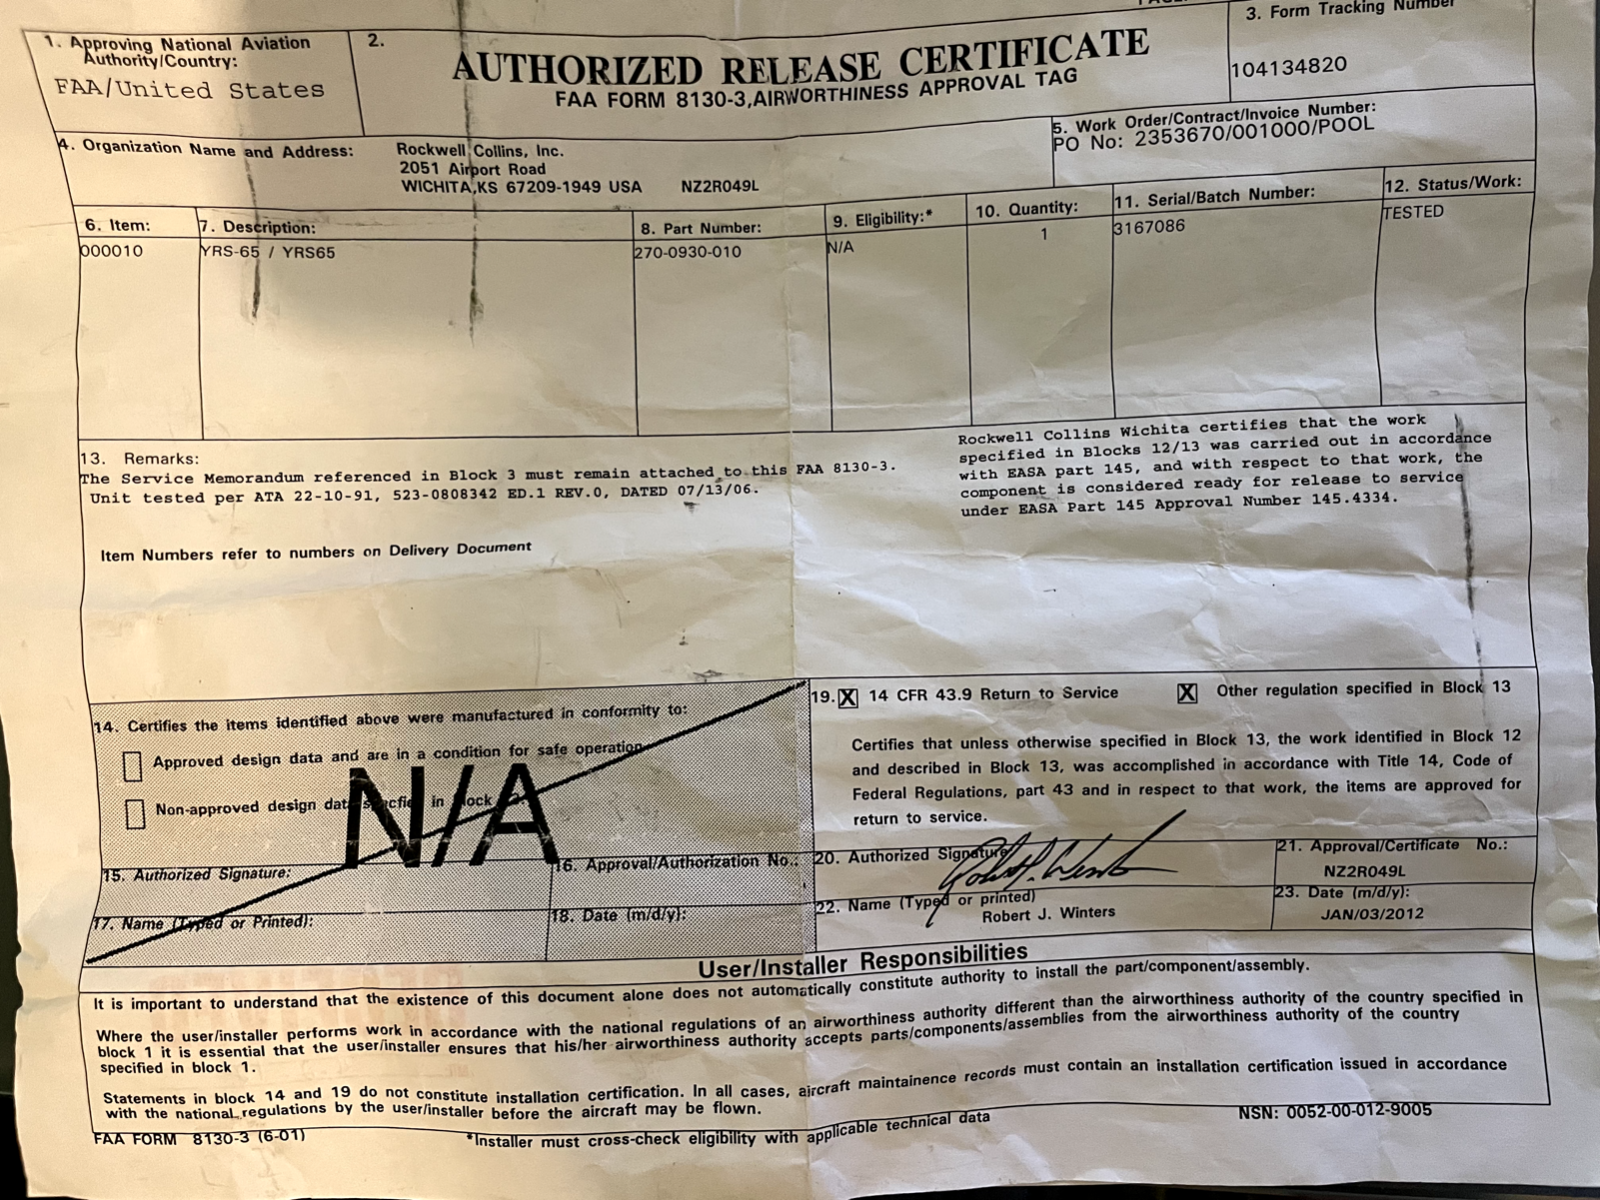 1. Approving National Aviation
Authority/Country:
FAA/United States
2.
AUTHORIZED RELEASE CERTIFICATE
FAA FORM 8130-3,AIRWORTHINESS APPROVAL TAG
3. Form Tracking Number
104134820
4. Organization Name and Address:
Rockwell Collins, Inc.
2051 Airport Road
WICHITA,KS 67209-1949 USA NZ2R049L
5. Work Order/Contract/Invoice Number:
PO No: 2353670/001000/POOL
6. Item:
7. Description:
8. Part Number:
9. Eligibility:*
10. Quantity:
11. Serial/Batch Number:
12. Status/Work:
000010
YRS-65 / YRS65
270-0930-010
N/A
1
3167086
TESTED
13. Remarks:
The Service Memorandum referenced in Block 3 must remain attached to this FAA 8130-3.
Unit tested per ATA 22-10-91, 523-0808342 ED.1 REV.0, DATED 07/13/06.
Item Numbers refer to numbers on Delivery Document
Rockwell Collins Wichita certifies that the work
specified in Blocks 12/13 was carried out in accordance
with EASA part 145, and with respect to that work, the
component is considered ready for release to service
under EASA Part 145 Approval Number 145.4334.
14. Certifies the items identified above were manufactured in conformity to:
Approved design data and are in a condition for safe operation
Non-approved design data in
N/A
15. Authorized Signature:
16. Approval/Authorization No.:
17. Name (Typed or Printed):
18. Date (m/d/y):
19. X 14 CFR 43.9 Return to Service X Other regulation specified in Block 13
Certifies that unless otherwise specified in Block 13, the work identified in Block 12
and described in Block 13, was accomplished in accordance with Title 14, Code of
Federal Regulations, part 43 and in respect to that work, the items are approved for
return to service.
20. Authorized Signature
21. Approval/Certificate No.:
NZ2R049L
22. Name (Typed or printed)
Robert J. Winters
23. Date (m/d/y):
JAN/03/2012
User/Installer Responsibilities
It is important to understand that the existence of this document alone does not automatically constitute authority to install the part/component/assembly.
Where the user/installer performs work in accordance with the national regulations of an airworthiness authority different than the airworthiness authority of the country specified in
block 1 it is essential that the user/installer ensures that his/her airworthiness authority accepts parts/components/assemblies from the airworthiness authority of the country
specified in block 1.
Statements in block 14 and 19 do not constitute installation certification. In all cases, aircraft maintainence records must contain an installation certification issued in accordance
with the national regulations by the user/installer before the aircraft may be flown.
FAA FORM 8130-3 (6-01)
*Installer must cross-check eligibility with applicable technical data
NSN: 0052-00-012-9005